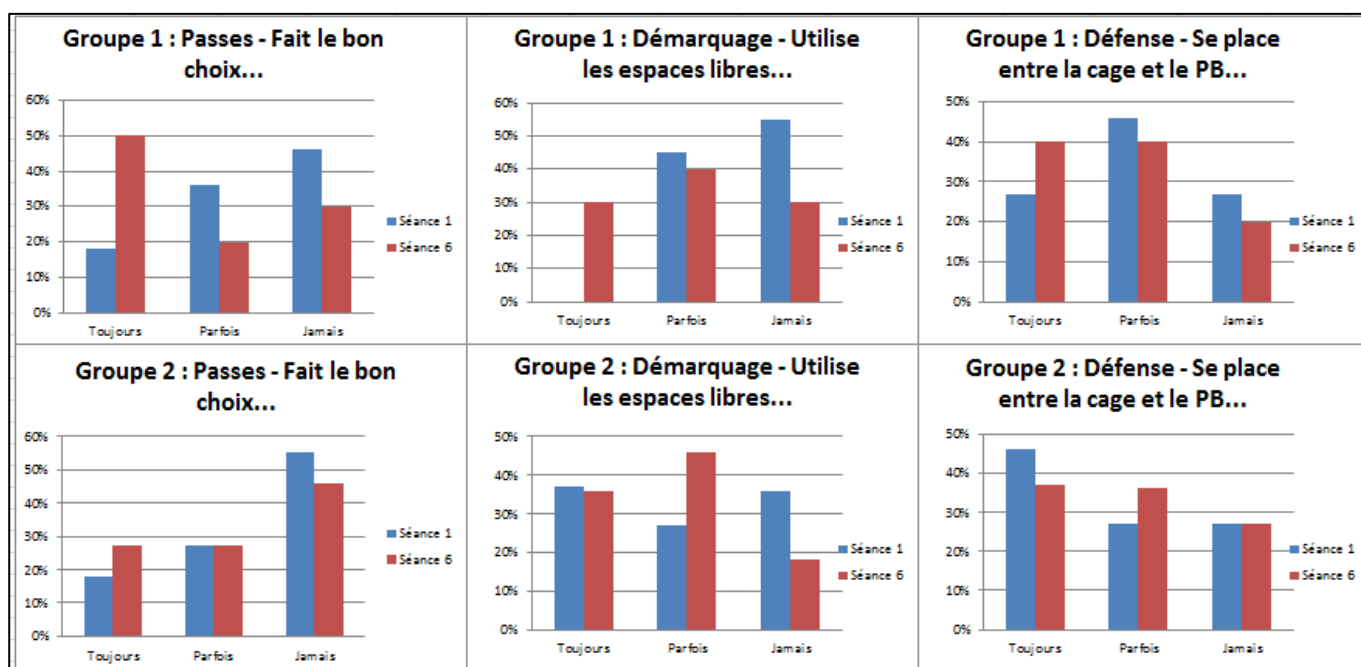 Groupe 1 : Passes - Fait le bon
choix...
60%
50%
40%
30%
20%
10%
0%
Toujours Parfois Jamais
Séance 1
Séance 6
Groupe 1 : Démarquage - Utilise
les espaces libres...
60%
50%
40%
30%
20%
10%
0%
Toujours Parfois Jamais
Séance 1
Séance 6
Groupe 1 : Défense - Se place
entre la cage et le PB...
50%
40%
30%
20%
10%
0%
Toujours Parfois Jamais
Séance 1
Séance 6
Groupe 2 : Passes - Fait le bon
choix...
60%
50%
40%
30%
20%
10%
0%
Toujours Parfois Jamais
Séance 1
Séance 6
Groupe 2 : Démarquage - Utilise
les espaces libres...
50%
40%
30%
20%
10%
0%
Toujours Parfois Jamais
Séance 1
Séance 6
Groupe 2 : Défense - Se place
entre la cage et le PB...
50%
40%
30%
20%
10%
0%
Toujours Parfois Jamais
Séance 1
Séance 6